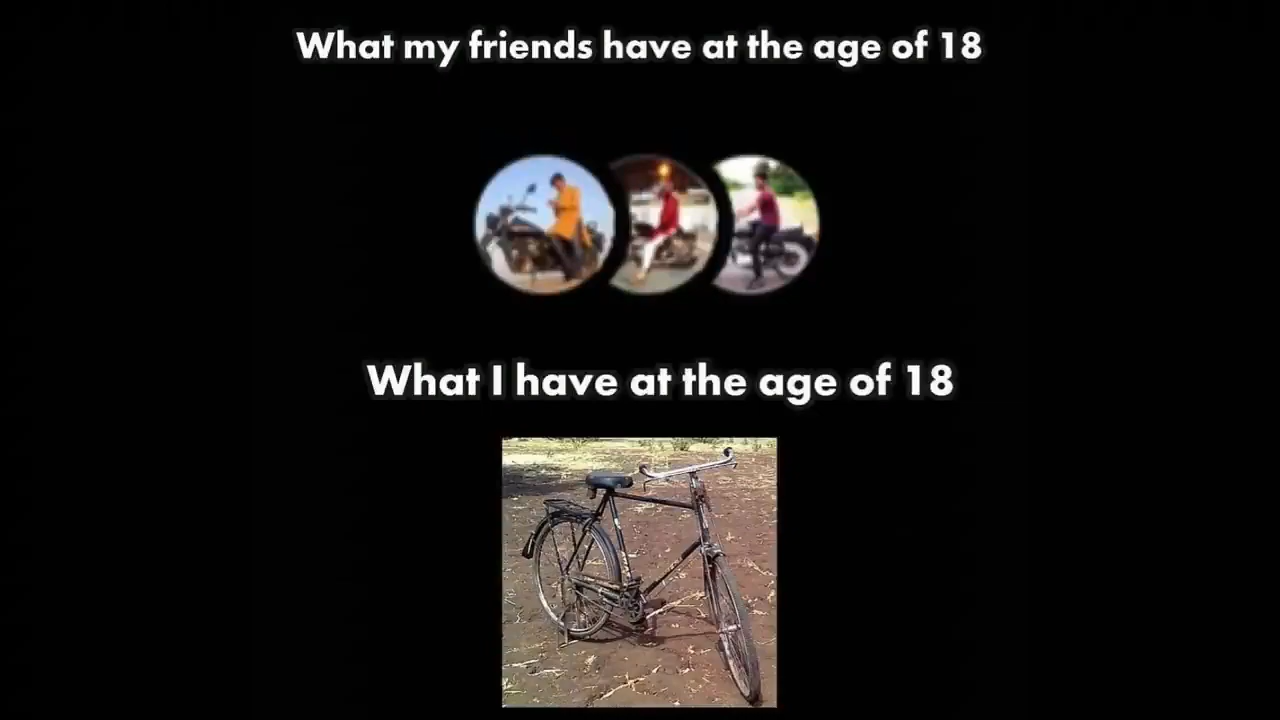 What my friends have at the age of 18
What I have at the age of 18